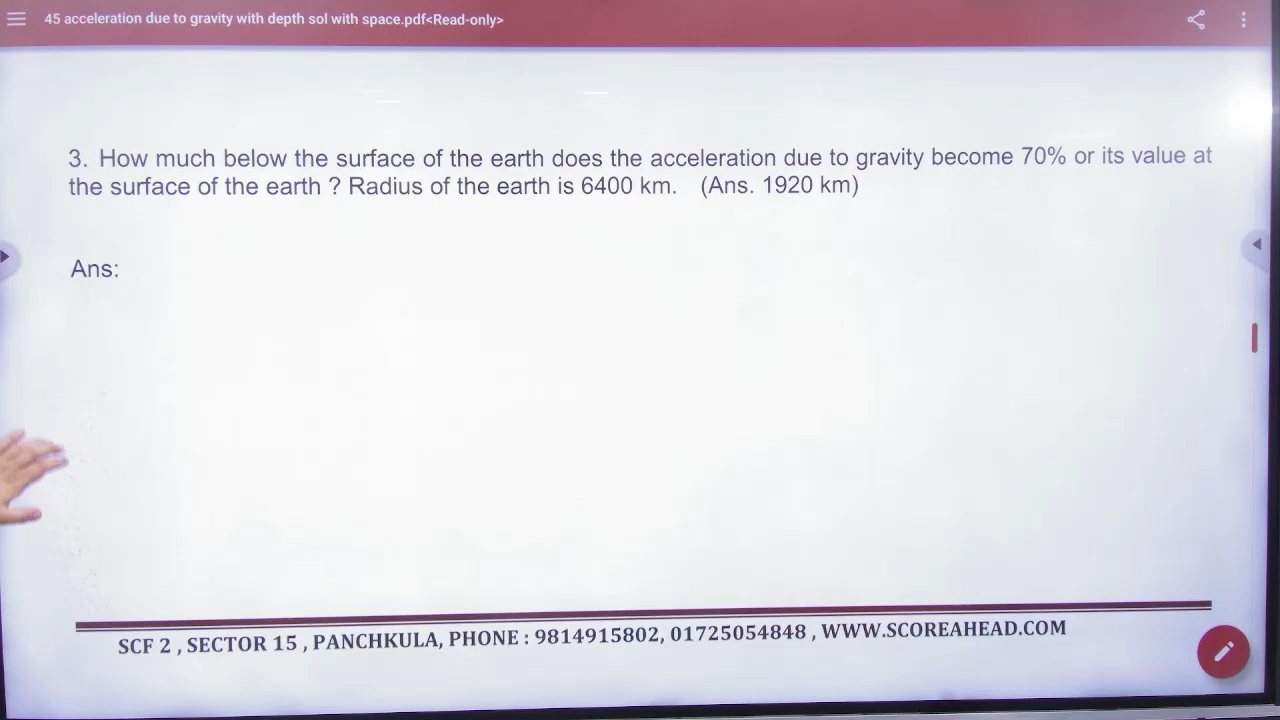 45 acceleration due to gravity with depth sol with space.pdf<Read-only>
3. How much below the surface of the earth does the acceleration due to gravity become 70% or its value at
the surface of the earth ? Radius of the earth is 6400 km. (Ans. 1920 km)
Ans:
SCF 2 , SECTOR 15 , PANCHKULA, PHONE : 9814915802, 01725054848 , WWW.SCOREAHEAD.COM